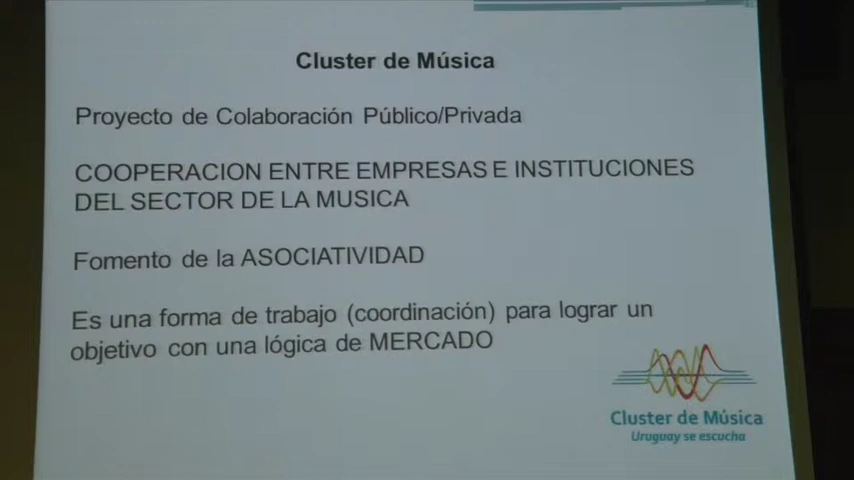 Cluster de Música
Proyecto de Colaboración Público/Privada
COOPERACION ENTRE EMPRESAS E INSTITUCIONES
DEL SECTOR DE LA MUSICA
Fomento de la ASOCIATIVIDAD
Es una forma de trabajo (coordinación) para lograr un
objetivo con una lógica de MERCADO
Cluster de Música
Uruguay se escucha